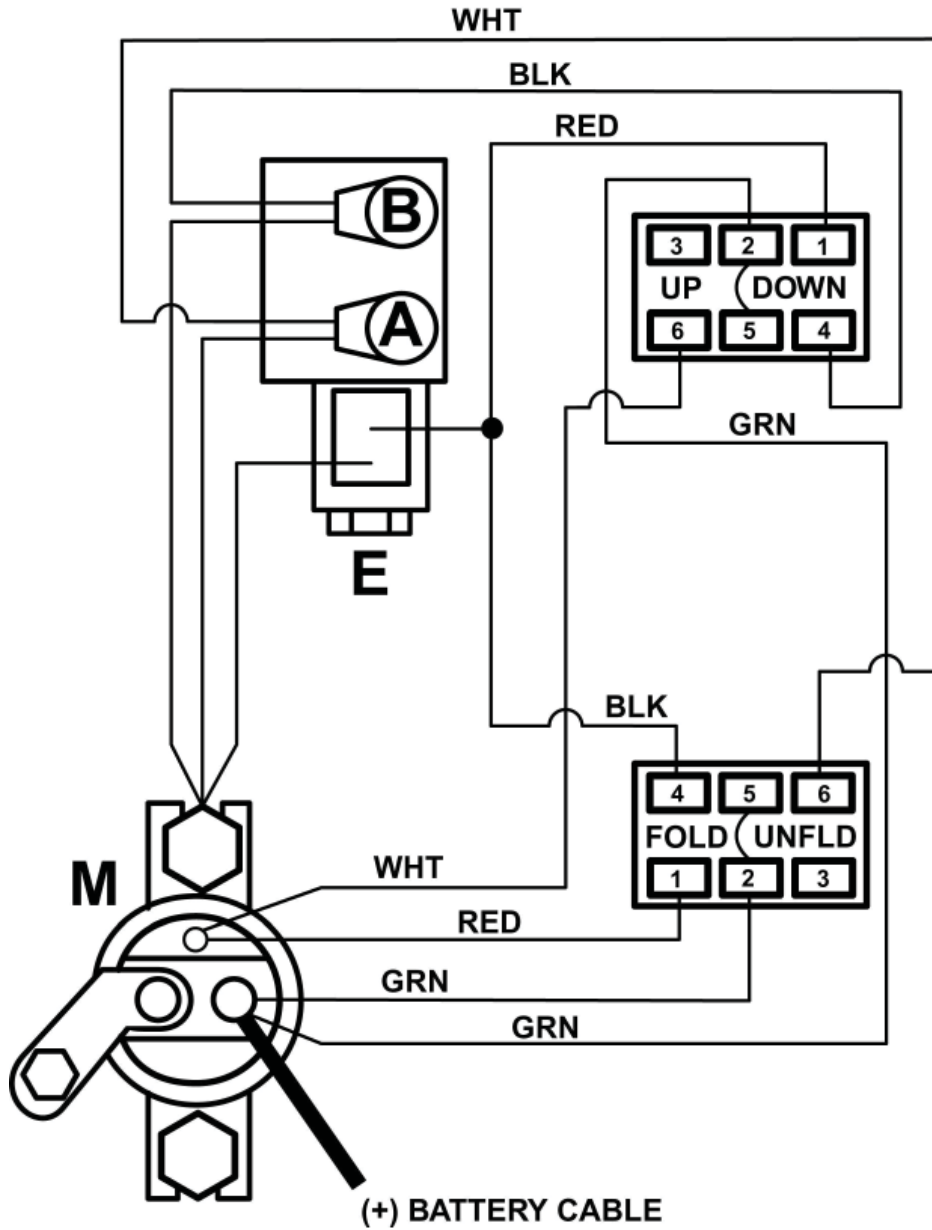 WHT
BLK
RED
B
3 2 1
UP DOWN
A
6 5 4
GRN
E
BLK
4 5 6
FOLD UNFLD
M
WHT
1 2 3
RED
GRN
GRN
(+) BATTERY CABLE